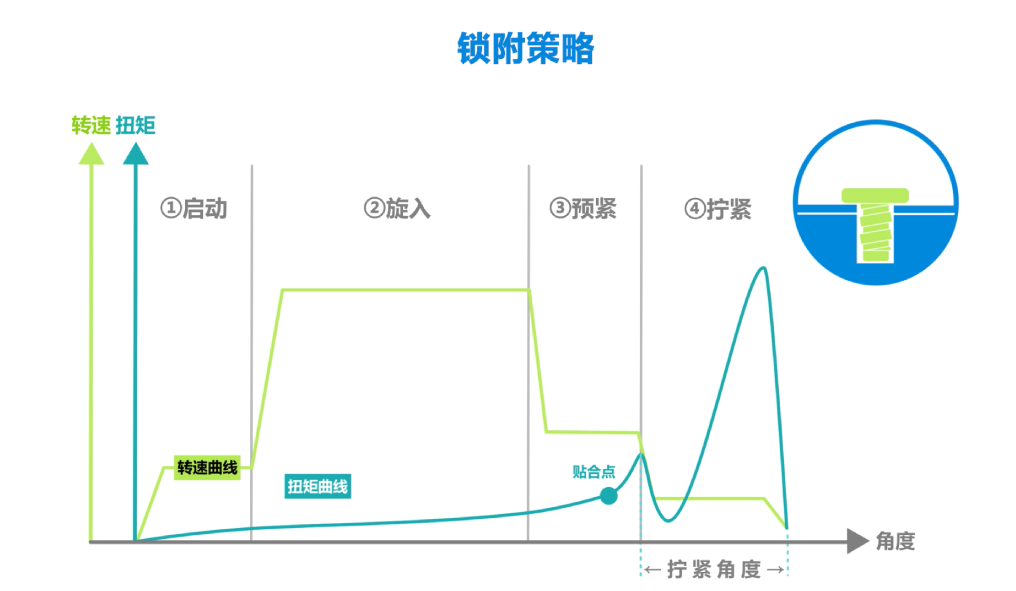 锁附策略
转速 扭矩
①启动
②旋入
③预紧
④拧紧
转速曲线
扭矩曲线
贴合点
角度
←拧紧角度→